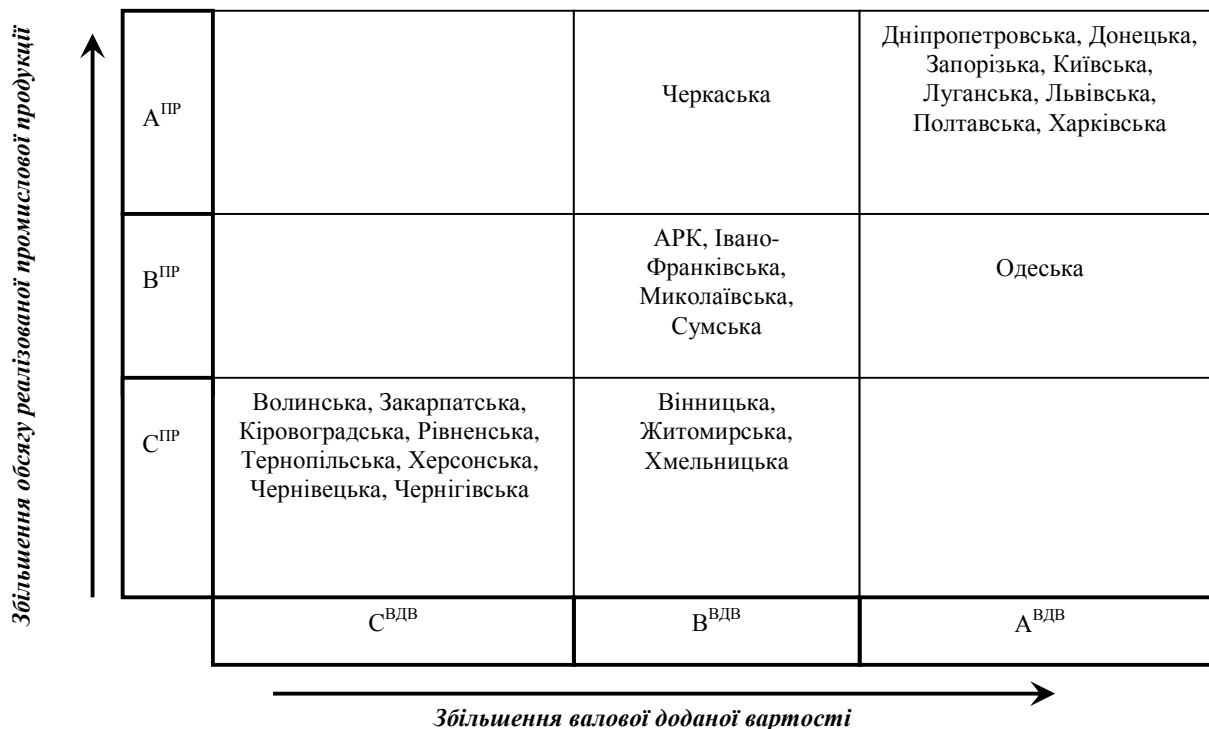 Збільшення обсягу реалізованої промислової продукції
А^ПР
Черкаська
Дніпропетровська, Донецька,
Запорізька, Київська,
Луганська, Львівська,
Полтавська, Харківська
В^ПР
АРК, Івано-
Франківська,
Миколаївська,
Сумська
Одеська
С^ПР
Волинська, Закарпатська,
Кіровоградська, Рівненська,
Тернопільська, Херсонська,
Чернівецька, Чернігівська
Вінницька,
Житомирська,
Хмельницька
С^ВДВ
В^ВДВ
А^ВДВ
Збільшення валової доданої вартості